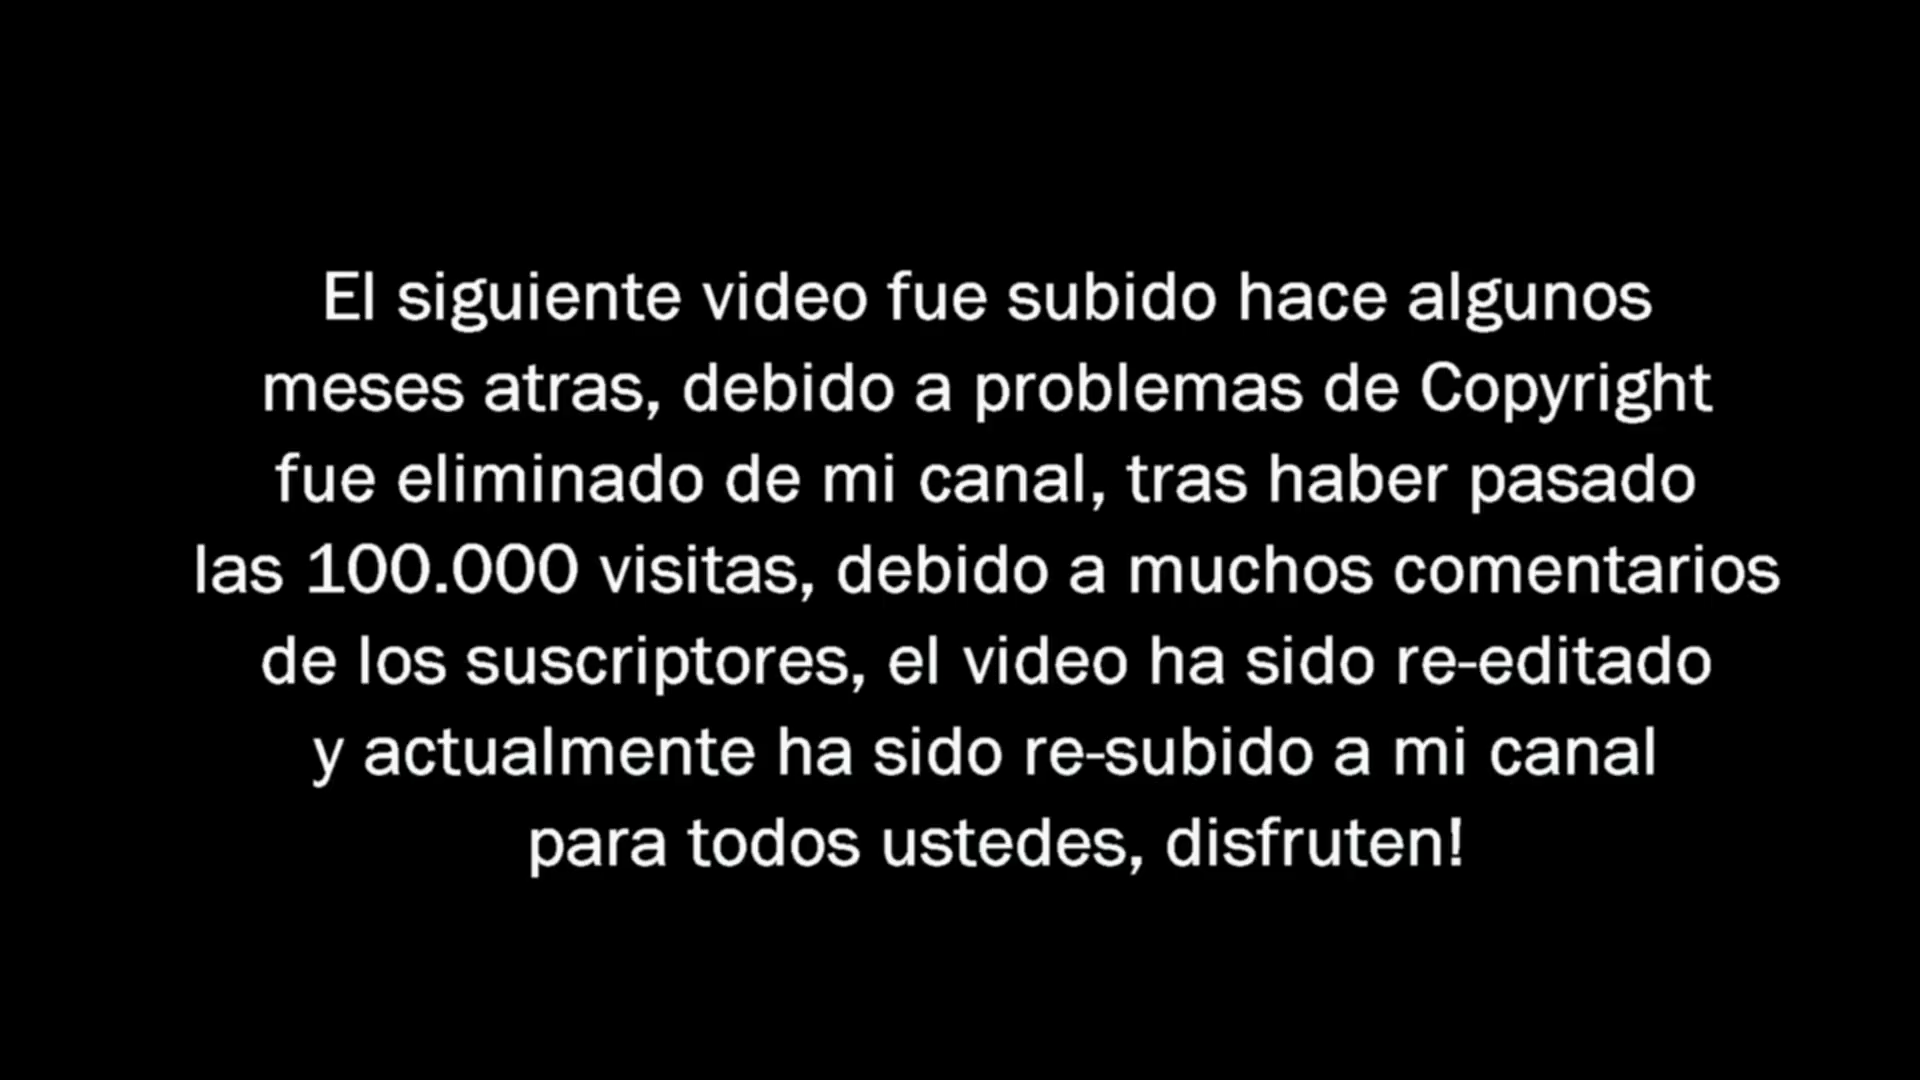 El siguiente video fue subido hace algunos
meses atras, debido a problemas de Copyright
fue eliminado de mi canal, tras haber pasado
las 100.000 visitas, debido a muchos comentarios
de los suscriptores, el video ha sido re-editado
y actualmente ha sido re-subido a mi canal
para todos ustedes, disfruten!